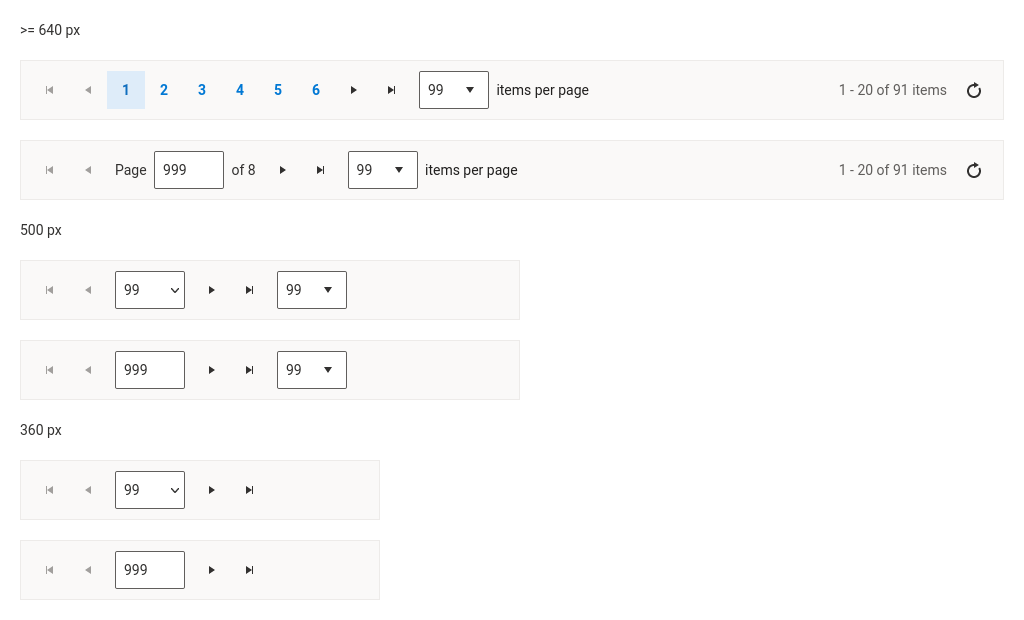 >= 640 px
1 2 3 4 5 6 99 items per page 1 - 20 of 91 items
Page 999 of 8 99 items per page 1 - 20 of 91 items
500 px
99 99
999 99
360 px
99
999